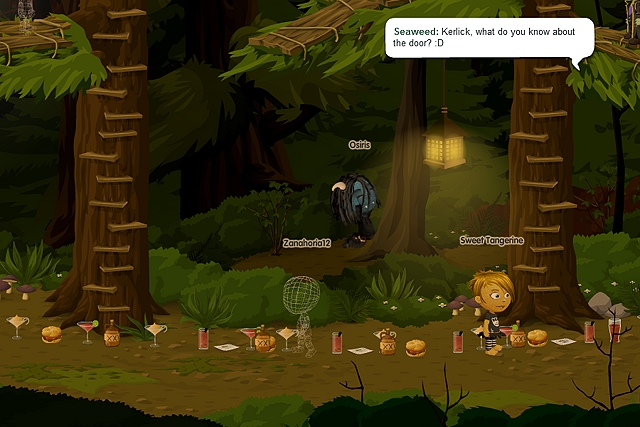 Seaweed: Kerlick, what do you know about
the door? :D
Osiris
Zanahoria12
Sweet Tangerine